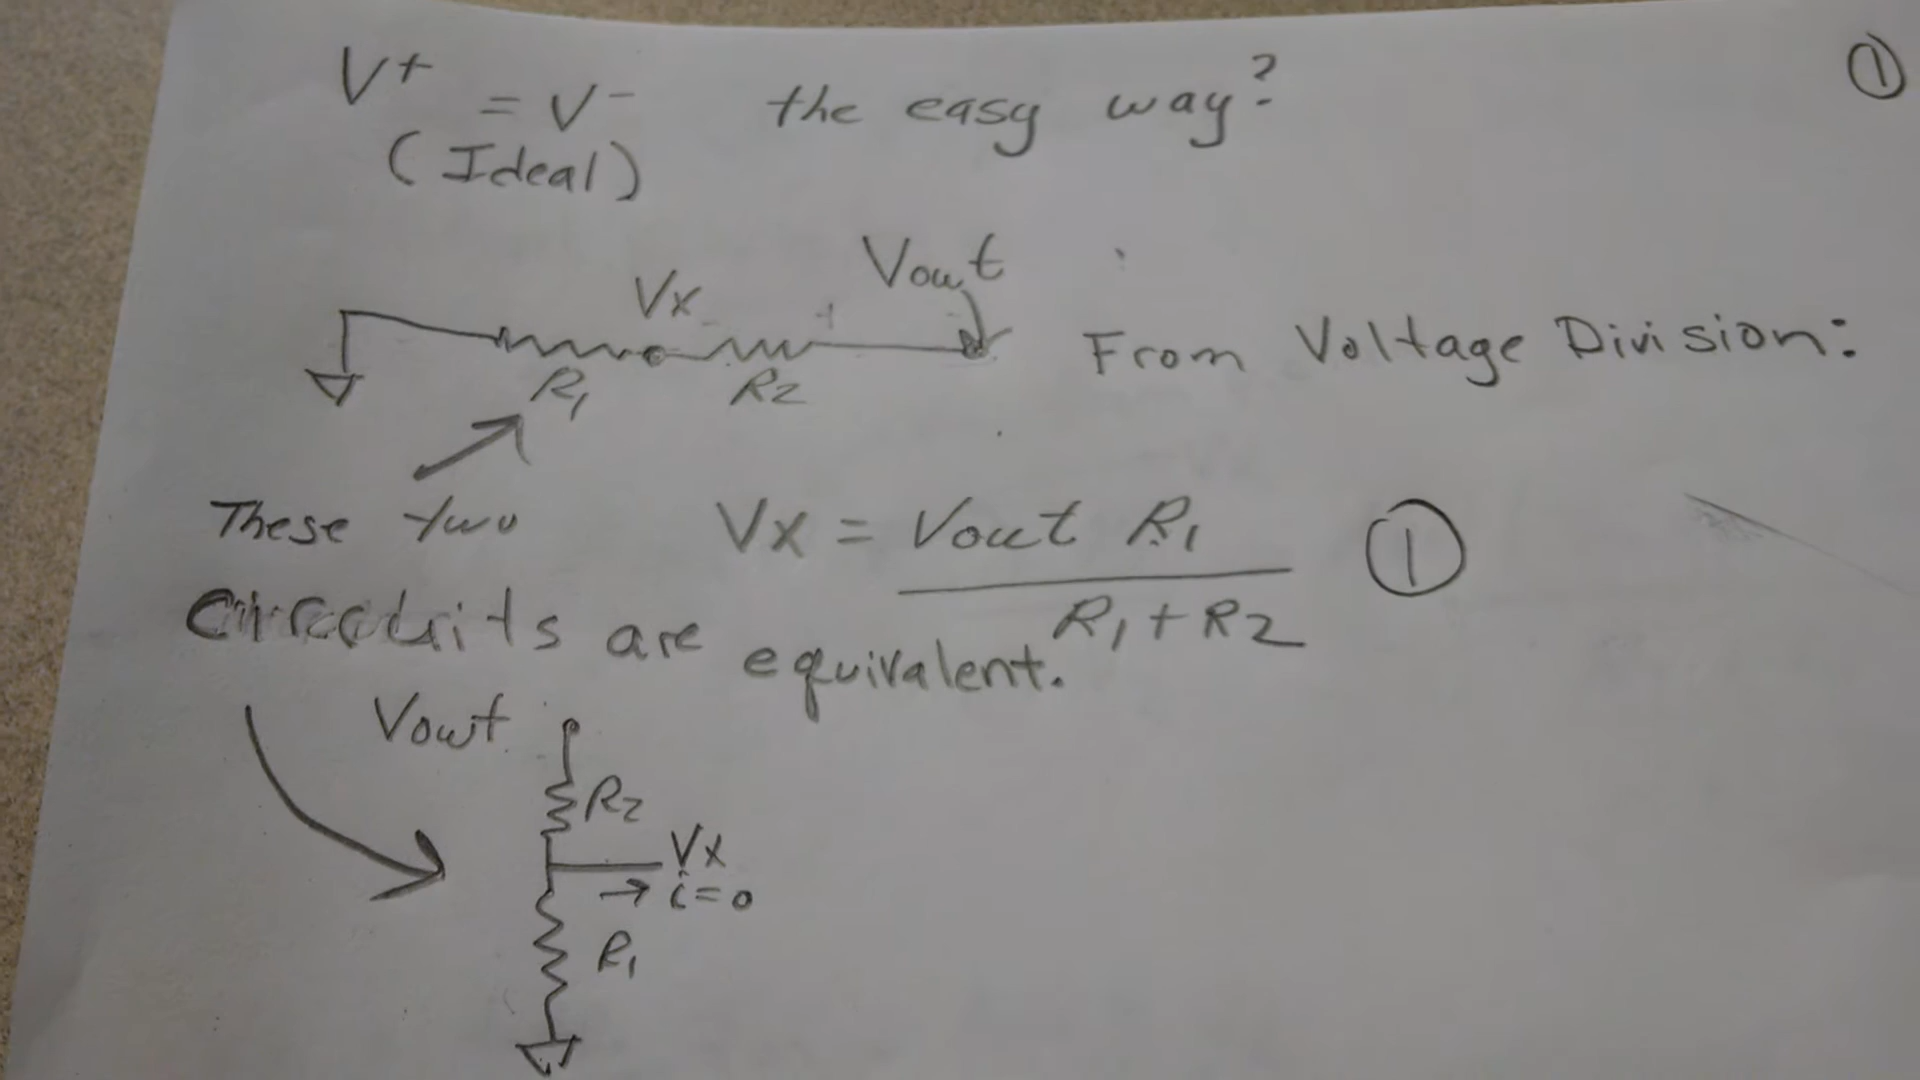 V+ = V- the easy way? ①
(Ideal)
Vx Vout
- +
R1 R2
From Voltage Division:
These two
circuits are equivalent.
Vx = Vout R1
R1 + R2
①
Vout
R2
Vx
i=0
R1